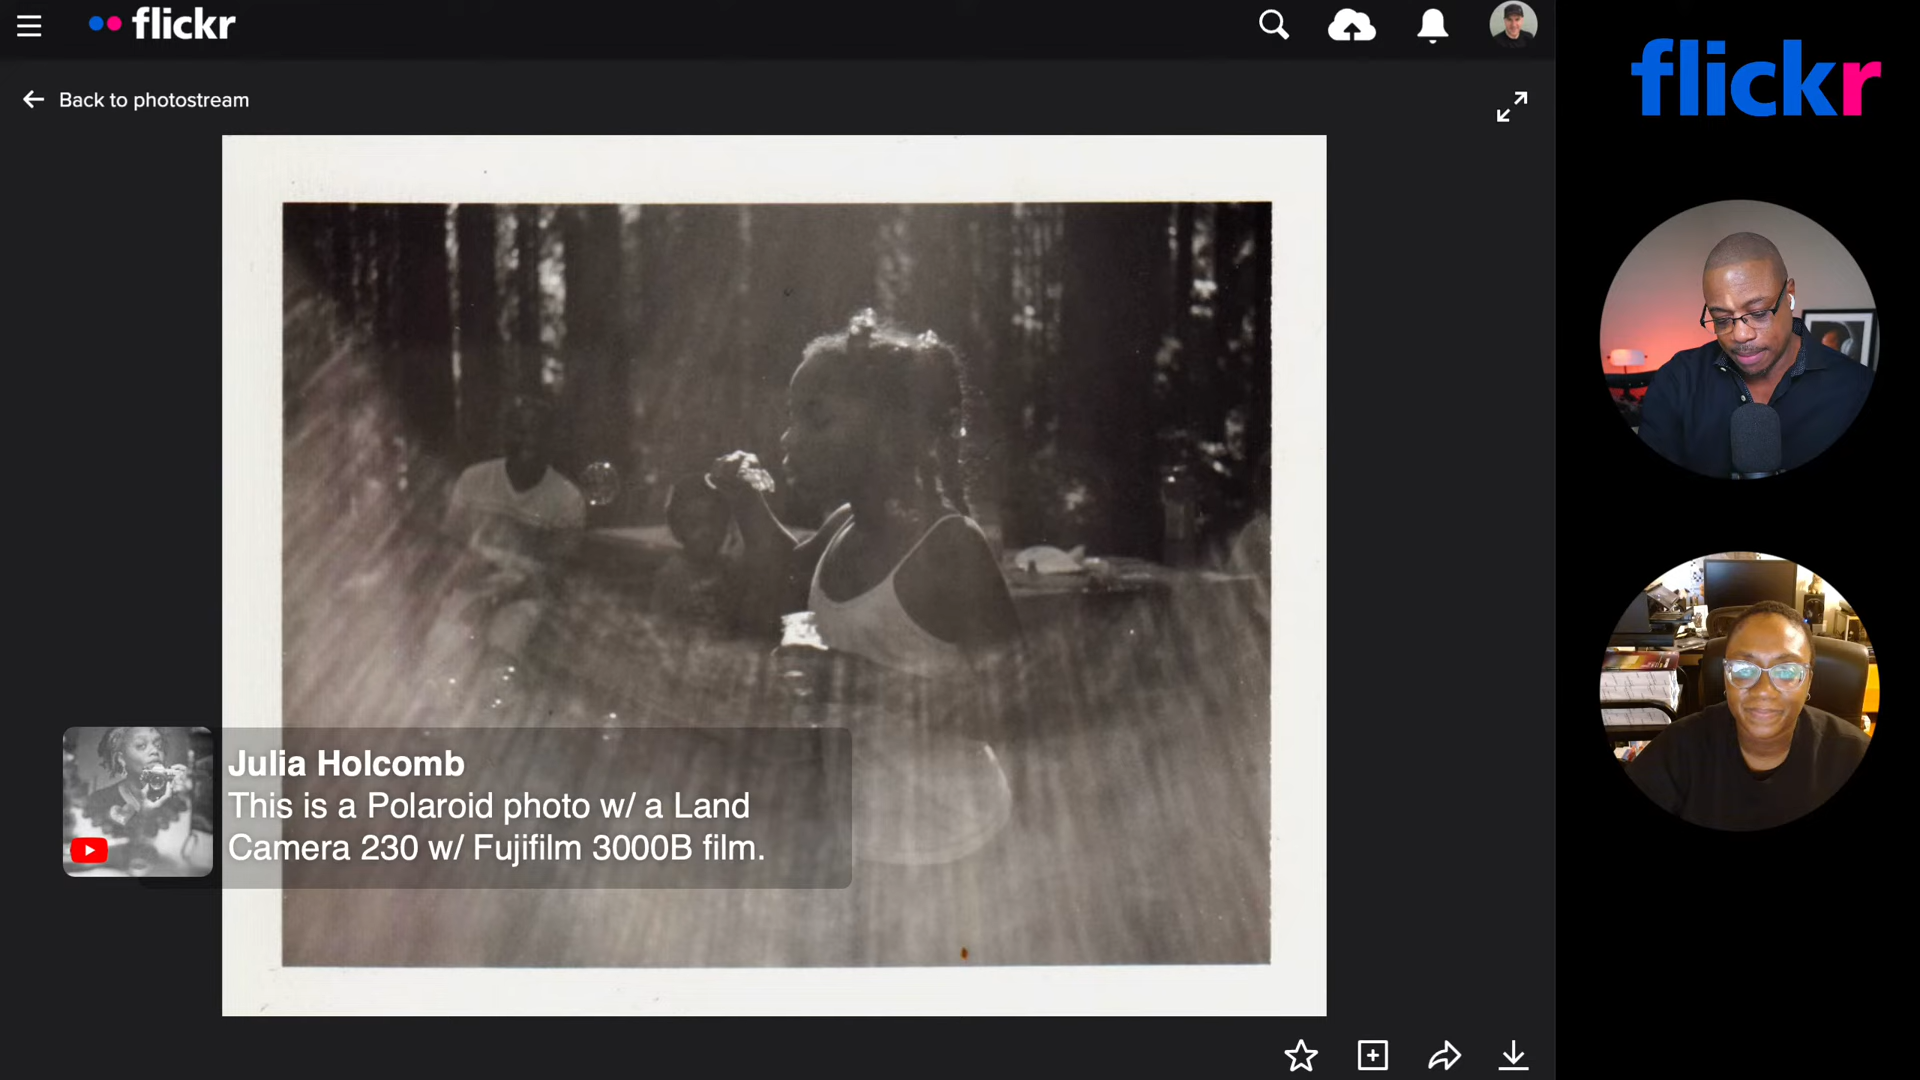 flickr
flickr
Back to photostream
Julia Holcomb
This is a Polaroid photo w/ a Land
Camera 230 w/ Fujifilm 3000B film.